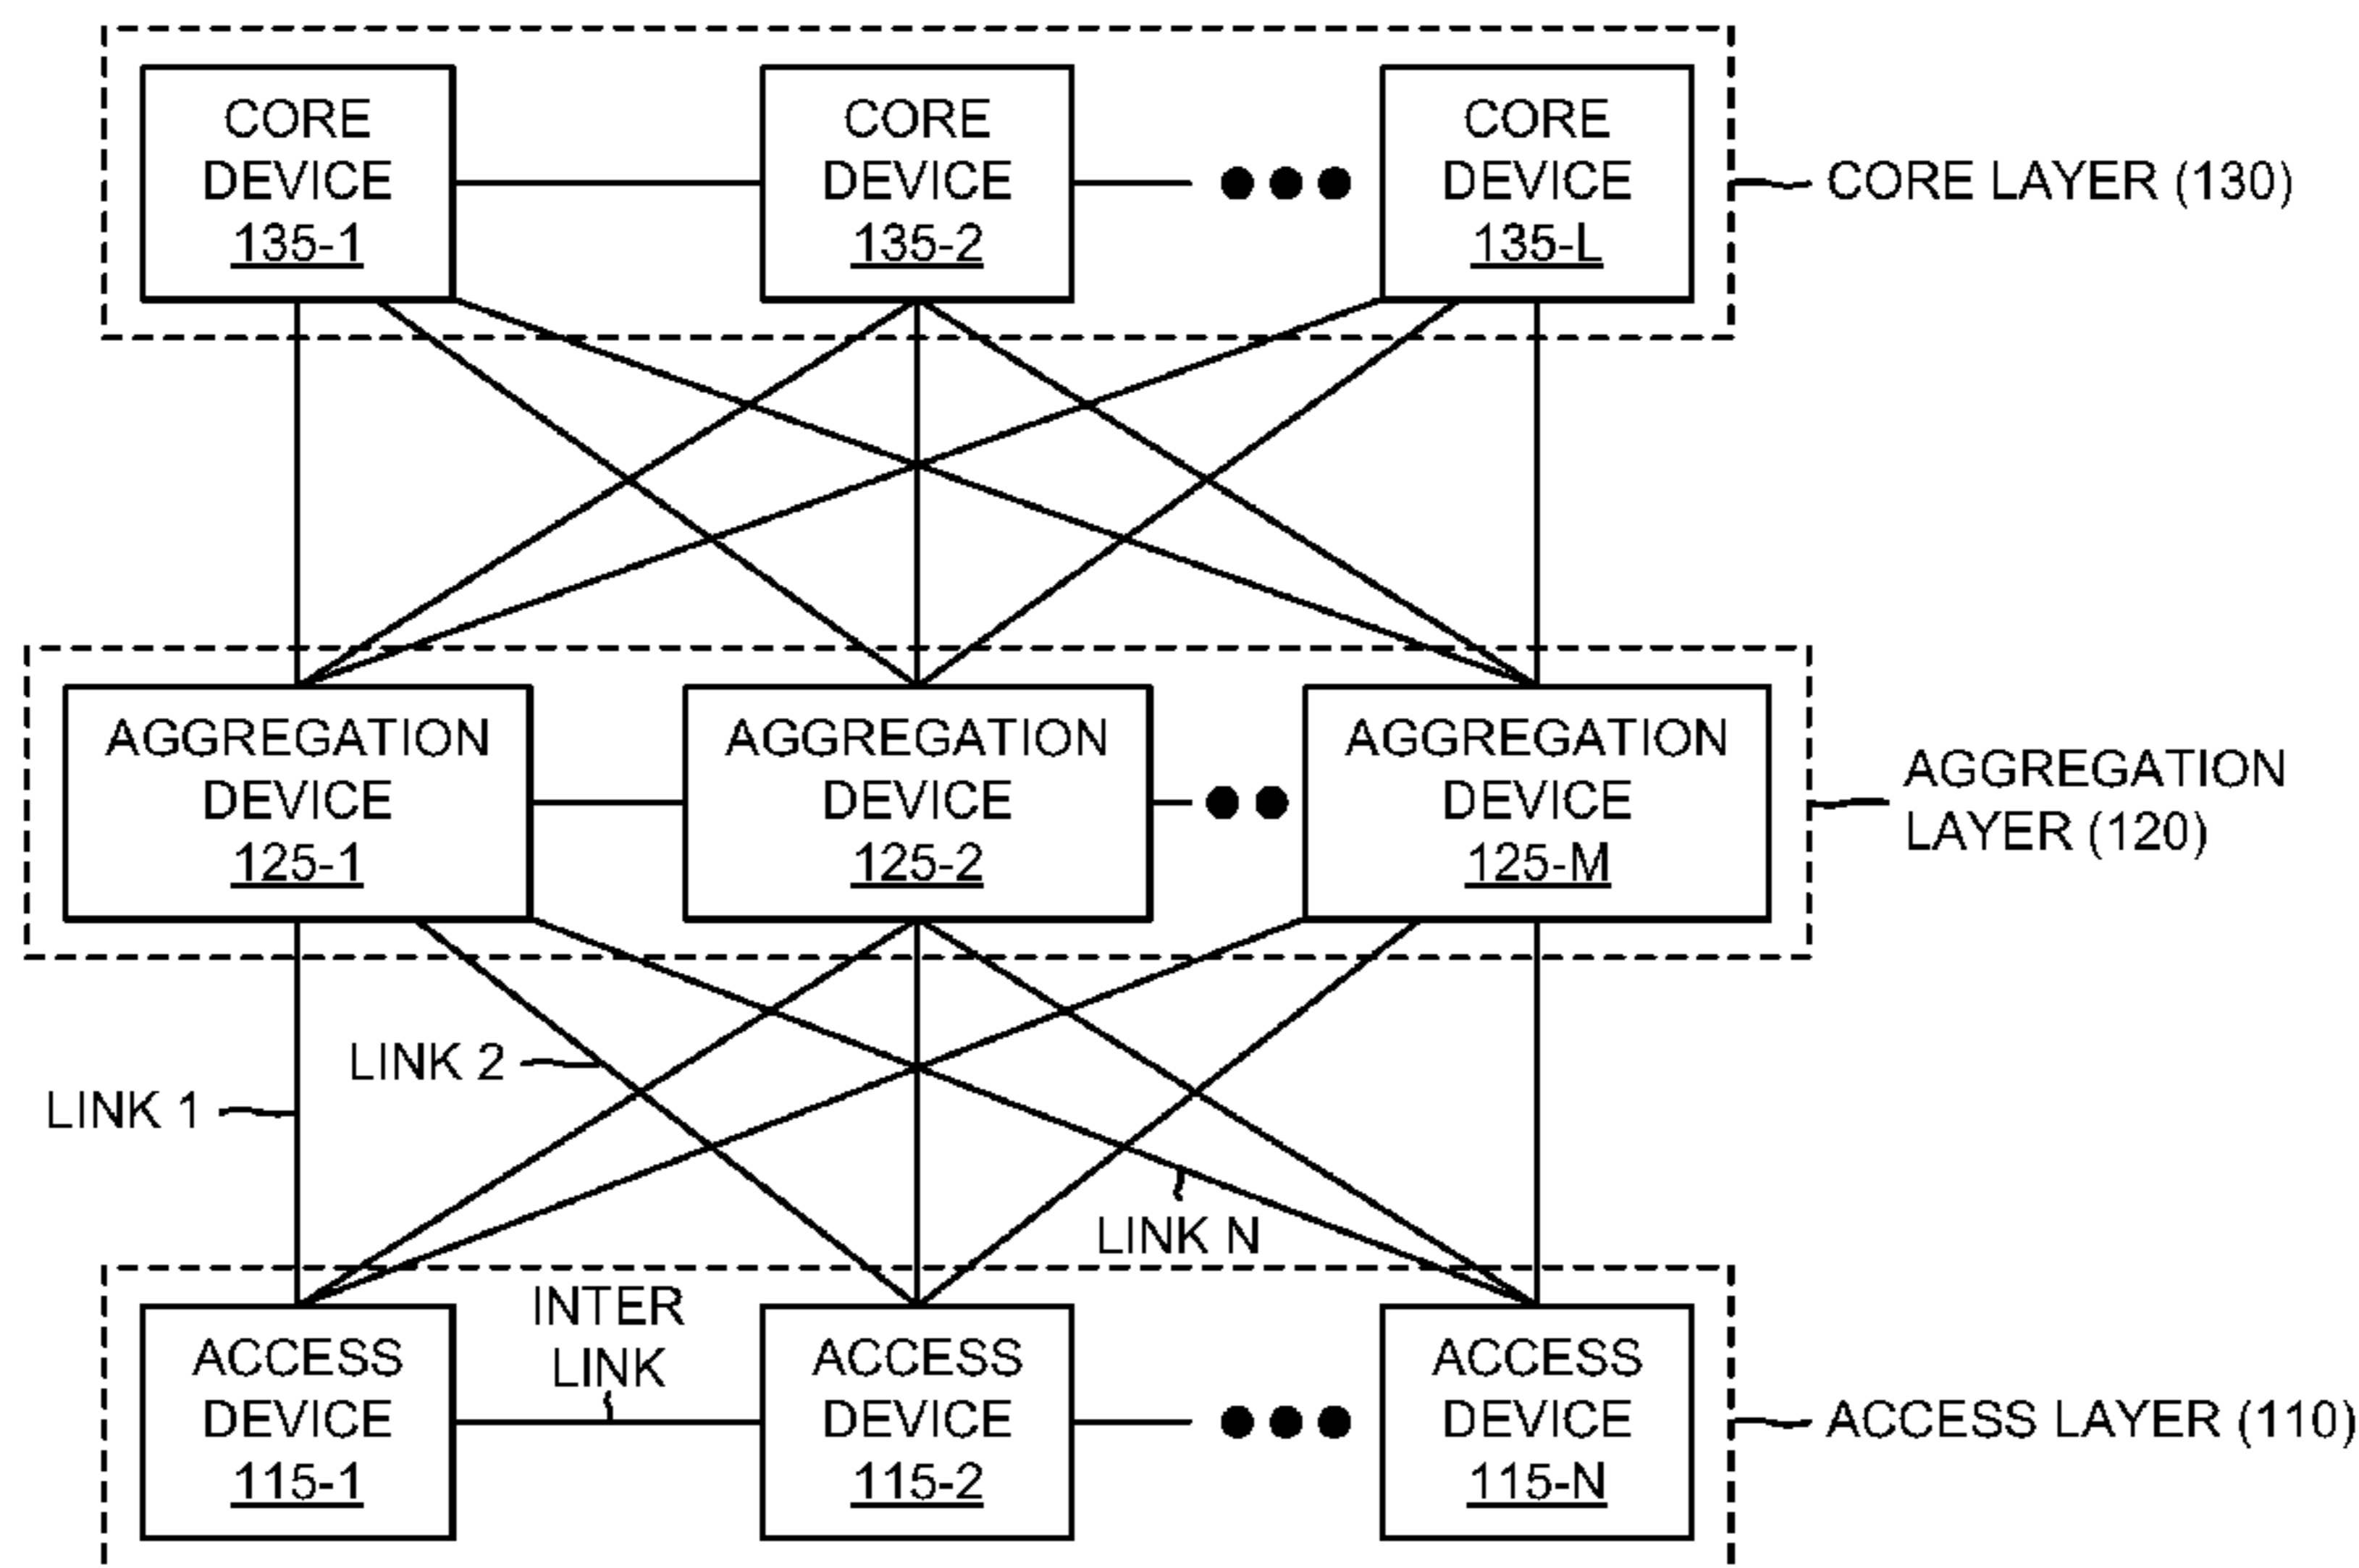 CORE
DEVICE
135-1
CORE
DEVICE
135-2
CORE
DEVICE
135-L
CORE LAYER (130)
AGGREGATION
DEVICE
125-1
AGGREGATION
DEVICE
125-2
AGGREGATION
DEVICE
125-M
AGGREGATION
LAYER (120)
LINK 1
LINK 2
LINK N
INTER
LINK
ACCESS
DEVICE
115-1
ACCESS
DEVICE
115-2
ACCESS
DEVICE
115-N
ACCESS LAYER (110)